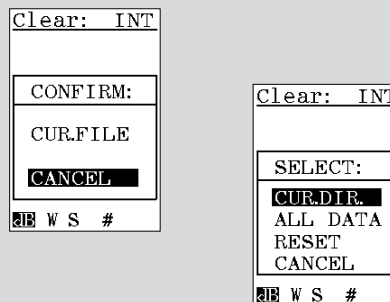 Clear: INT
CONFIRM:
CUR.FILE
CANCEL
dB W S #
Clear: INT
SELECT:
CUR.DIR.
ALL DATA
RESET
CANCEL
dB W S #